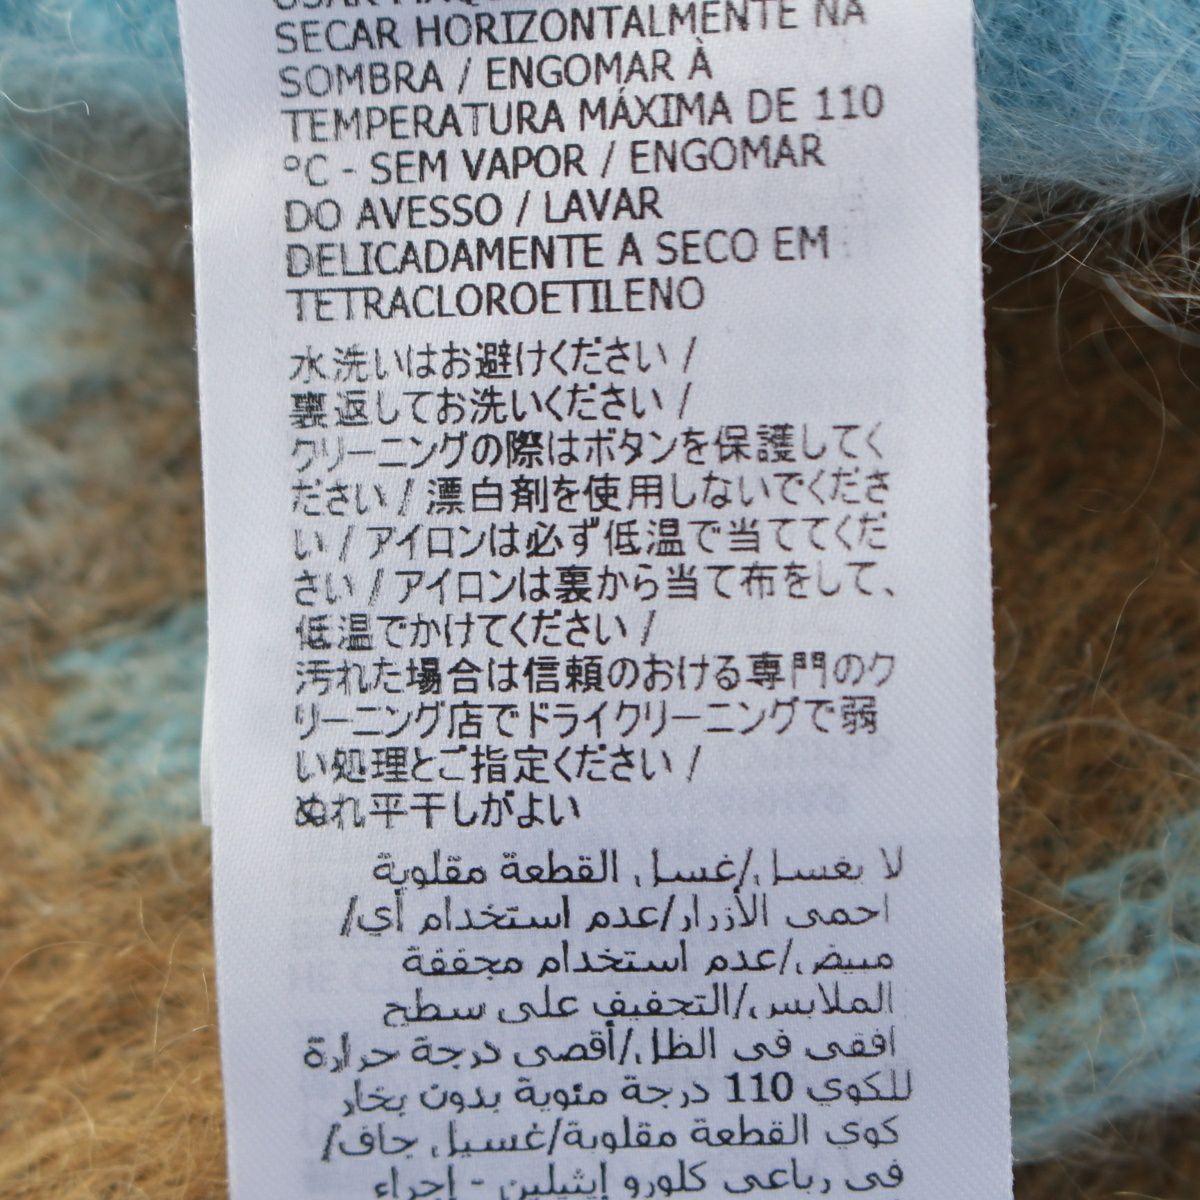 SECAR HORIZONTALMENTE NA
SOMBRA / ENGOMAR À
TEMPERATURA MÁXIMA DE 110
ºC - SEM VAPOR / ENGOMAR
DO AVESSO / LAVAR
DELICADAMENTE A SECO EM
TETRACLOROETILENO
水洗いはお避けください /
裏返してお洗いください /
クリーニングの際はボタンを保護してく
ださい / 漂白剤を使用しないでくださ
い / アイロンは必ず低温で当ててくだ
さい / アイロンは裏から当て布をして、
低温でかけてください /
汚れた場合は信頼のおける専門のク
リーニング店でドライクリーニングで弱
い処理とご指定ください /
ぬれ平干しがよい
لا يغسل/غسل القطعة مقلوبة
احمى الأزرار/عدم استخدام أي/
مبيض/عدم استخدام مجففة
الملابس/التجفيف على سطح
افقى فى الظل/أقصى درجة حرارة
للكوي 110 درجة مئوية بدون بخار
كوي القطعة مقلوبة/غسيل جاف/
فى رباعى كلورو إيثيلين - إجراء